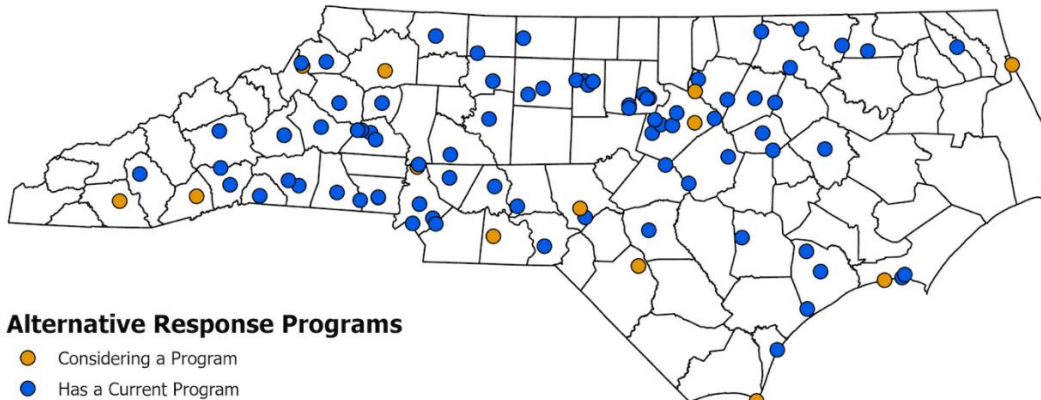 Alternative Response Programs
Considering a Program
Has a Current Program